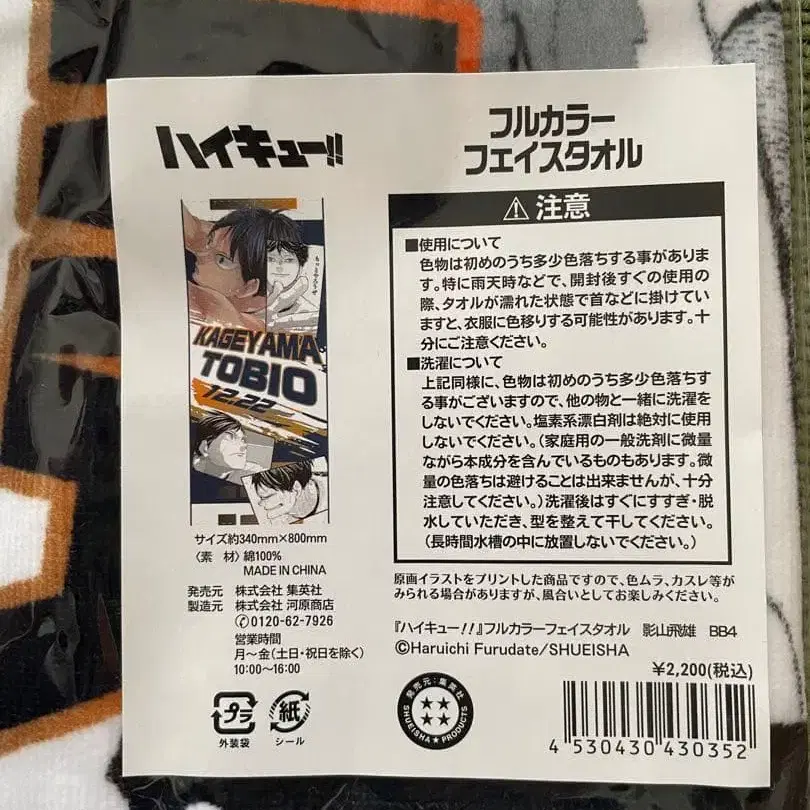 ハイキュー!!
KAGEYAMA
TOBIO
12.22
サイズ約340mm×800mm
〈素 材〉綿100%
MADE IN CHINA
発売元 株式会社 集英社
製造元 株式会社 河原商店
0120-62-7926
営業時間
月〜金(土日・祝日を除く)
10:00〜16:00
プラ
外装袋
紙
シール
フルカラー
フェイスタオル
注意
■使用について
色物は初めのうち多少色落ちする事があります。
す。特に雨天時などで、開封後すぐの使用の
際、タオルが濡れた状態で首などに掛けてい
ますと、衣服に色移りする可能性があります。十
分にご注意ください。
■洗濯について
上記同様に、色物は初めのうち多少色落ちす
る事がございますので、他の物と一緒に洗濯を
しないでください。塩素系漂白剤は絶対に使用
しないでください。(家庭用の一般洗剤に微量
ながら本成分を含んでいるものもあります。微
量の色落ちは避けることは出来ませんが、十分
注意してください。)洗濯後はすぐにすすぎ・脱
水していただき、型を整えて干してください。
(長時間水槽の中に放置しないでください。)
原画イラストをプリントした商品ですので、色ムラ、カスレ等が
みられる場合がありますが、風合いとしてお楽しみください。
『ハイキュー!!』フルカラーフェイスタオル 影山飛雄 BB4
©Haruichi Furudate/SHUEISHA
¥2,200(税込)
発売元:集英社
SHUEISHA★PRODUCTS
4 530430 430352